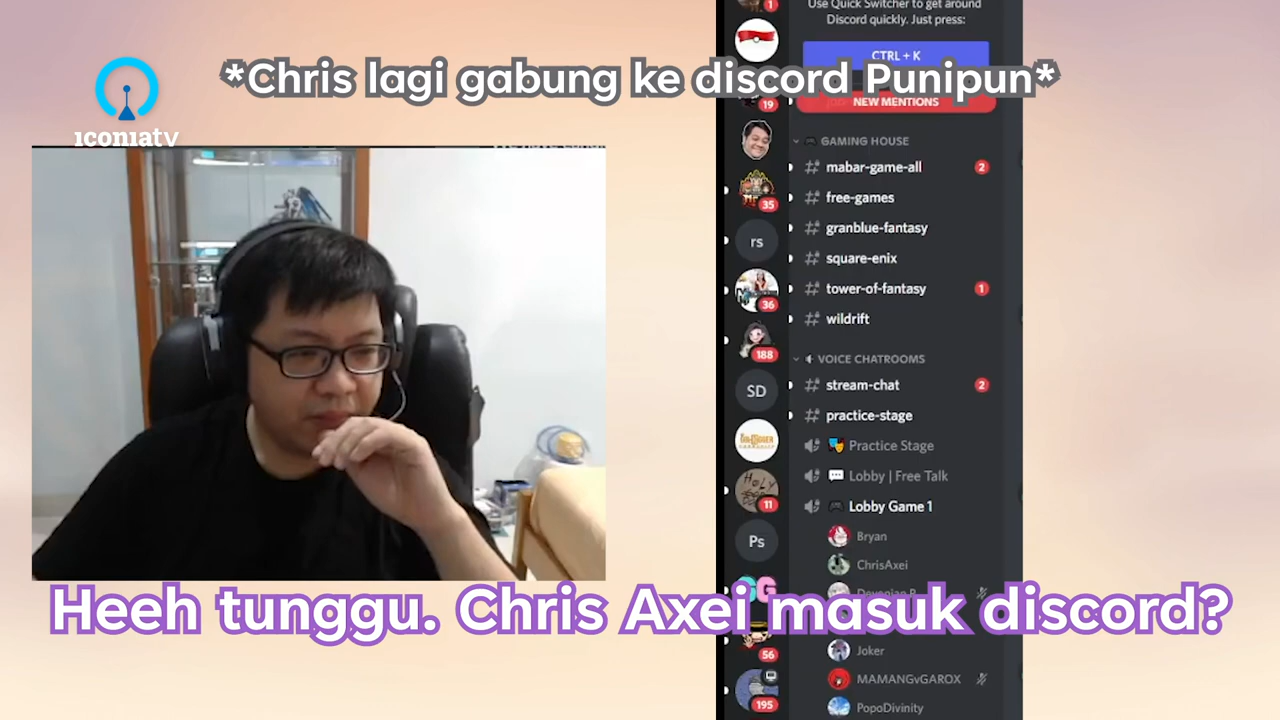 Use Quick Switcher to get around
Discord quickly. Just press:
CTRL + K
*Chris lagi gabung ke discord Punipun*
NEW MENTIONS
1
19
iconiatv
GAMING HOUSE
mabar-game-all 2
35
free-games
rs
granblue-fantasy
square-enix
36
tower-of-fantasy 1
wildrift
188
VOICE CHATROOMS
SD
stream-chat 2
practice-stage
Practice Stage
Lobby | Free Talk
HOLY
11
Lobby Game 1
Ps
Bryan
ChrisAxei
G
Heeh tunggu. Chris Axei masuk discord?
56
Joker
MAMANGvGAROX
195
PopoDivinity